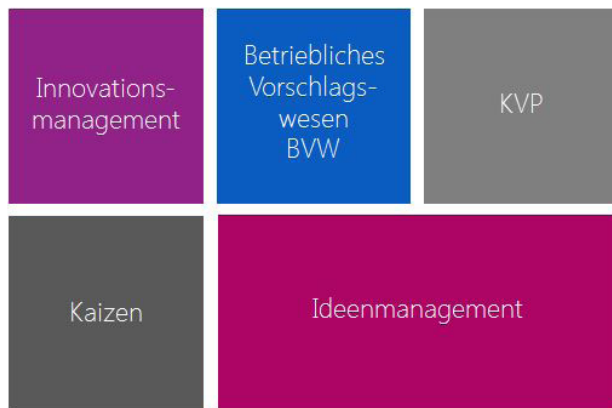 Innovations-
management
Betriebliches
Vorschlags-
wesen
BVW
KVP
Kaizen
Ideenmanagement